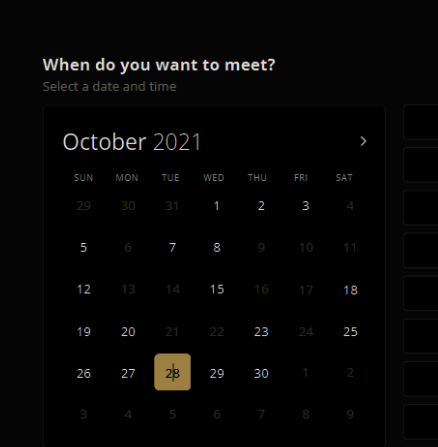 When do you want to meet?
Select a date and time
October 2021
SUN MON TUE WED THU FRI SAT
29 30 31 1 2 3 4
5 6 7 8 9 10 11
12 13 14 15 16 17 18
19 20 21 22 23 24 25
26 27 28 29 30 1 2
3 4 5 6 7 8 9